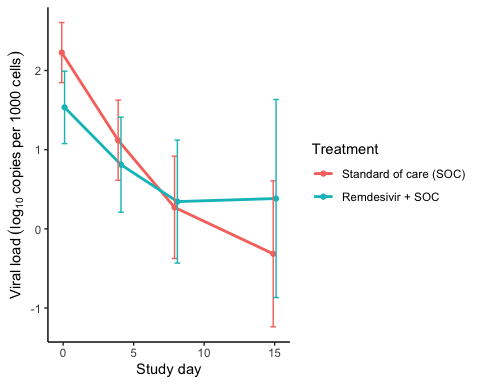 Viral load (log₁₀ copies per 1000 cells)
2
1
0
-1
0 5 10 15
Study day
Treatment
Standard of care (SOC)
Remdesivir + SOC